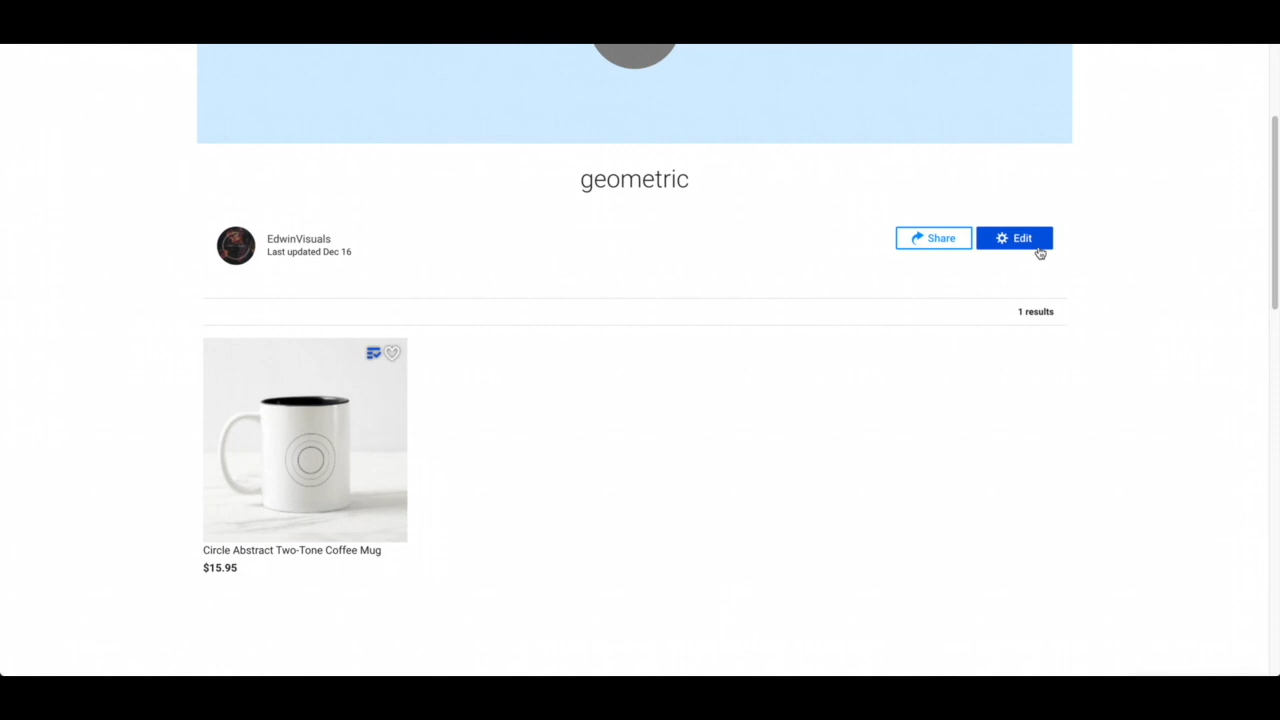 geometric
EdwinVisuals
Last updated Dec 16
Share
Edit
1 results
Circle Abstract Two-Tone Coffee Mug
$15.95